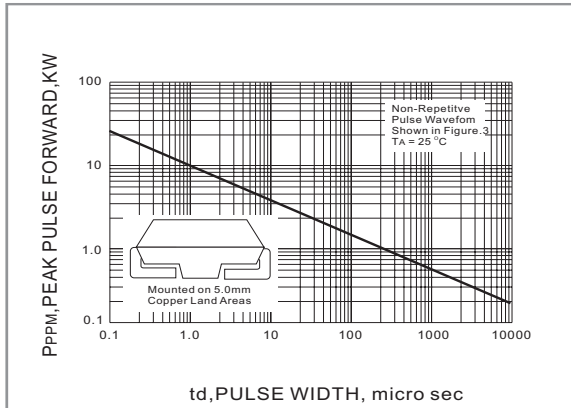 PPPM,PEAK PULSE FORWARD,KW
100
10
1.0
0.1
Non-Repetitve
Pulse Wavefom
Shown in Figure.3
TA = 25 °C
Mounted on 5.0mm
Copper Land Areas
0.1 1.0 10 100 1000 10000
td,PULSE WIDTH, micro sec